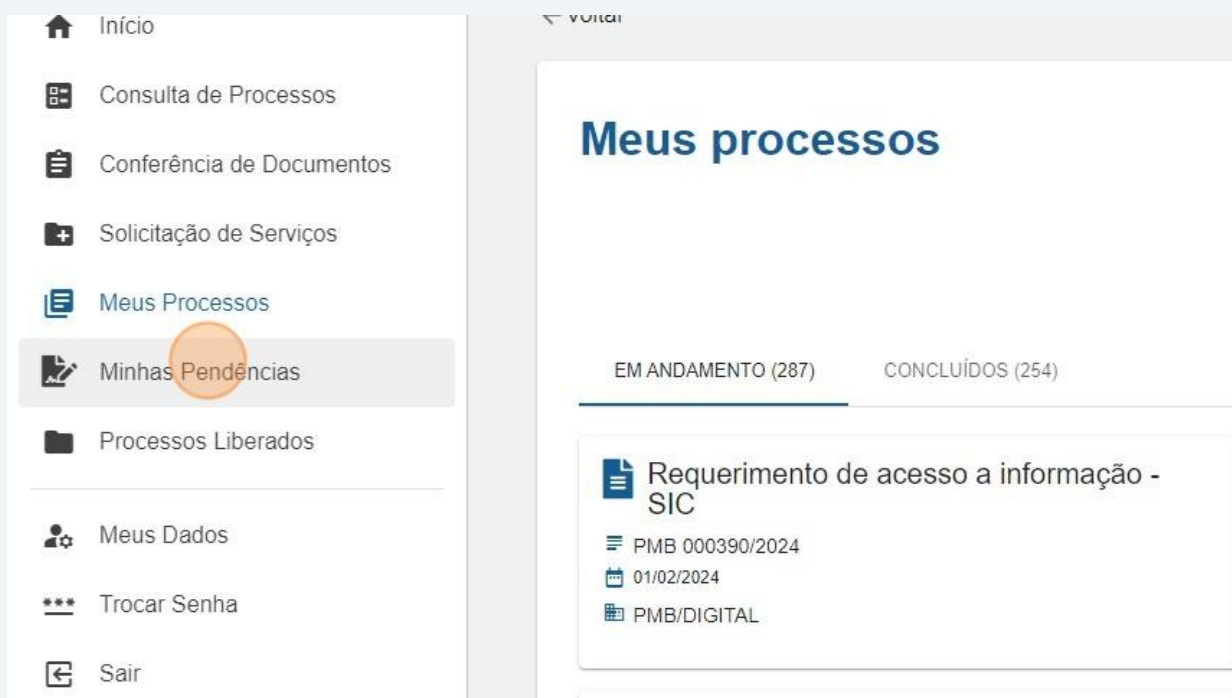 Início
Consulta de Processos
Conferência de Documentos
Solicitação de Serviços
Meus Processos
Minhas Pendências
Processos Liberados
Meus Dados
Trocar Senha
Sair
Voltar
Meus processos
EM ANDAMENTO (287)
CONCLUÍDOS (254)
Requerimento de acesso a informação -
SIC
PMB 000390/2024
01/02/2024
PMB/DIGITAL